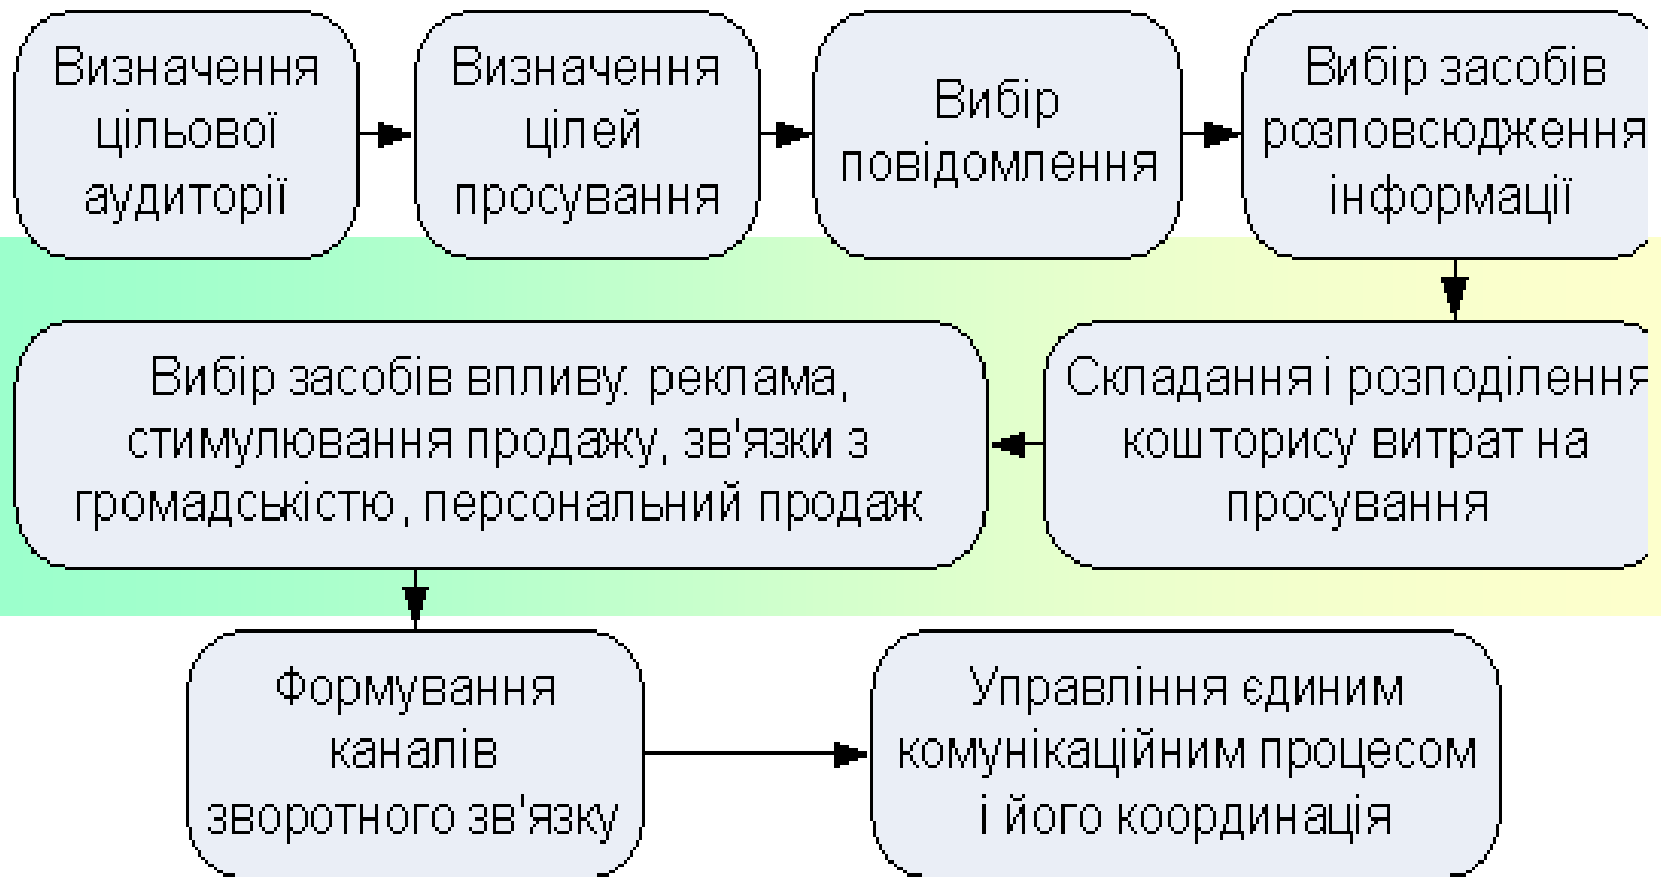 Визначення
цільової
аудиторії
Визначення
цілей
просування
Вибір
повідомлення
Вибір засобів
розповсюдження
інформації
Складання і розподілення
кошторису витрат на
просування
Вибір засобів впливу: реклама,
стимулювання продажу, зв'язки з
громадськістю, персональний продаж
Формування
каналів
зворотного зв'язку
Управління єдиним
комунікаційним процесом
і його координація